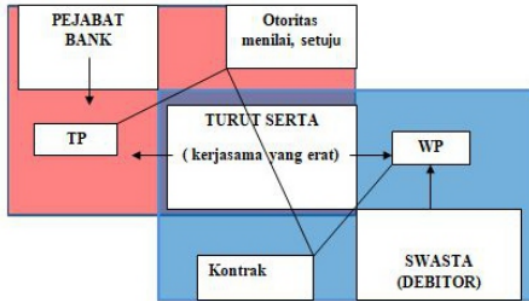 PEJABAT
BANK
Otoritas
menilai, setuju
TP
TURUT SERTA
( kerjasama yang erat)
WP
Kontrak
SWASTA
(DEBITOR)